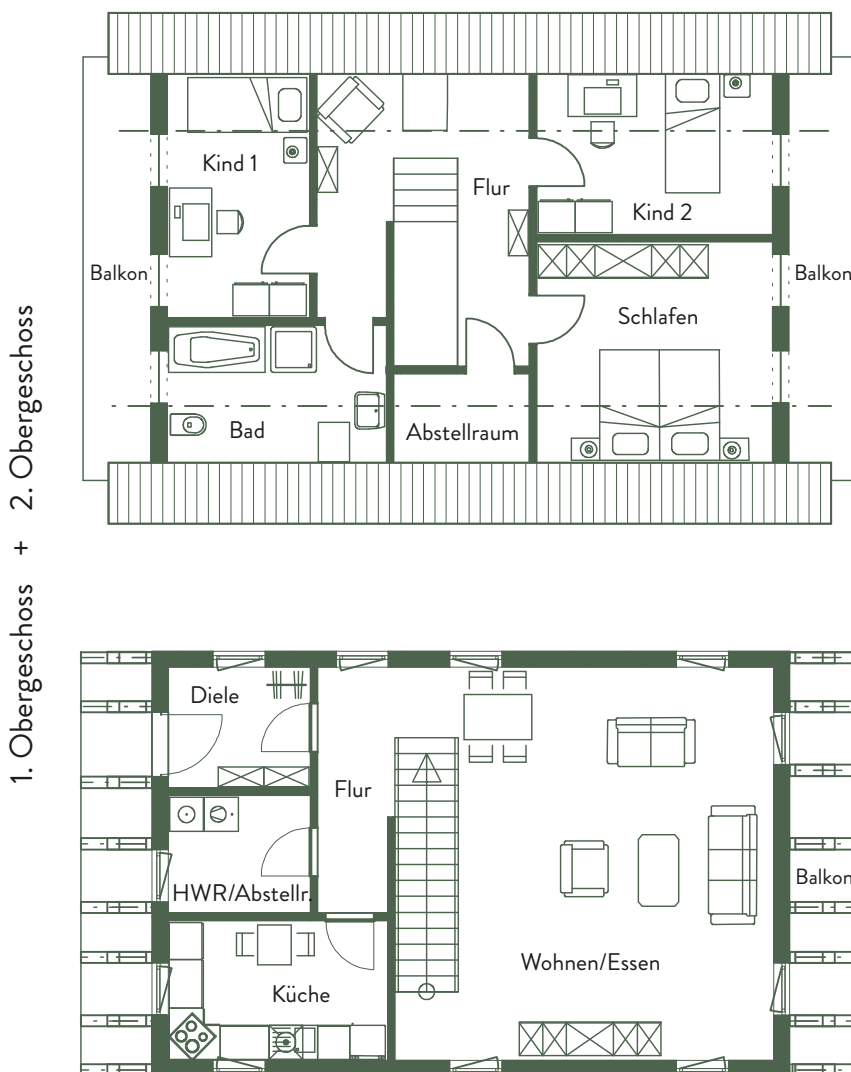 Kind 1
Flur
Kind 2
Balkon
Balkon
Schlafen
Bad
Abstellraum
1. Obergeschoss + 2. Obergeschoss
Diele
Flur
HWR/Abstellr.
Balkon
Wohnen/Essen
Küche